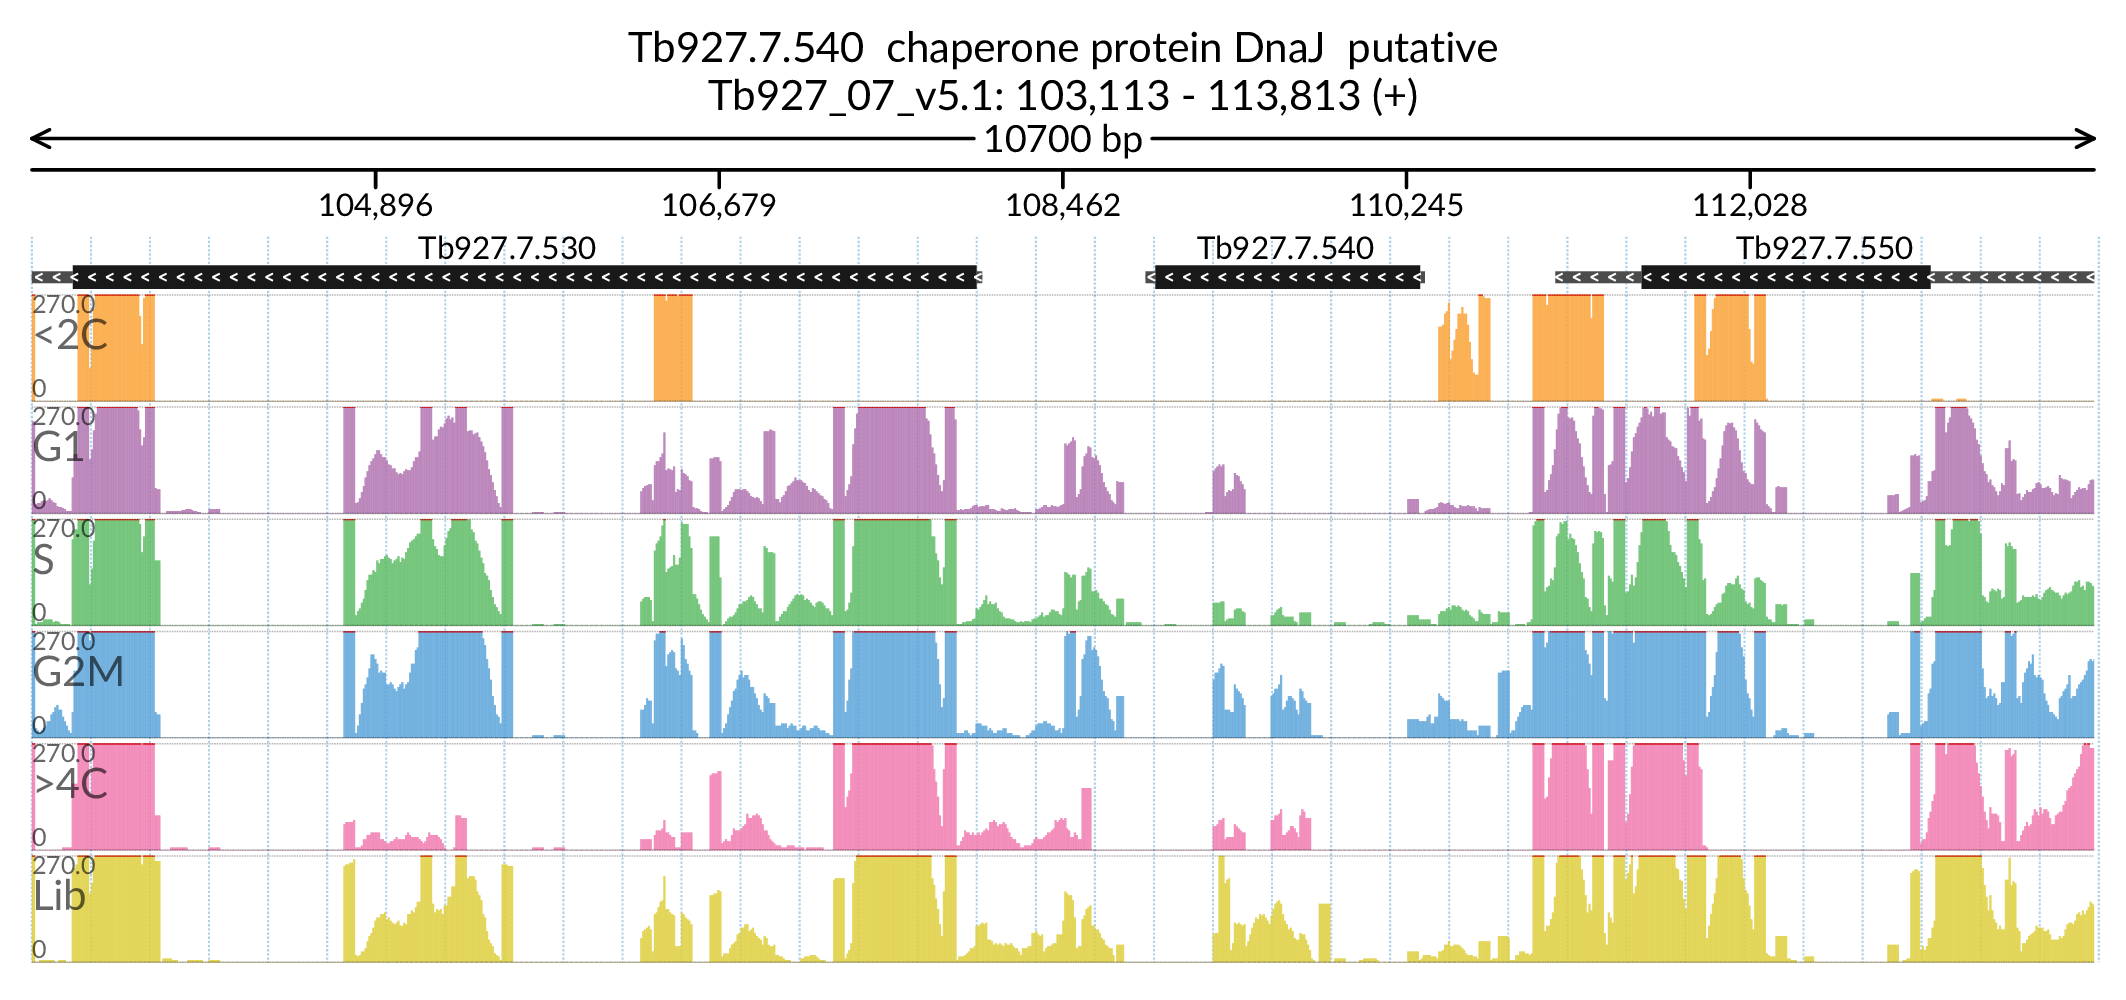 Tb927.7.540  chaperone protein DnaJ  putative
Tb927_07_v5.1: 103,113 - 113,813 (+)
10700 bp
104,896 106,679 108,462 110,245 112,028
Tb927.7.530 Tb927.7.540 Tb927.7.550
270.0
<2C
0
270.0
G1
0
270.0
S
0
270.0
G2M
0
270.0
>4C
0
270.0
Lib
0